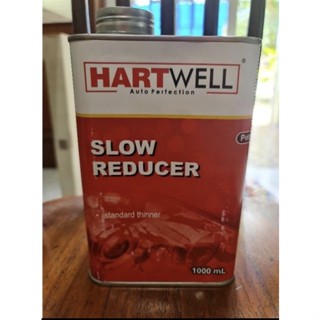 HARTWELL®
Auto Perfection
SLOW
REDUCER
standard thinner
1000 mL